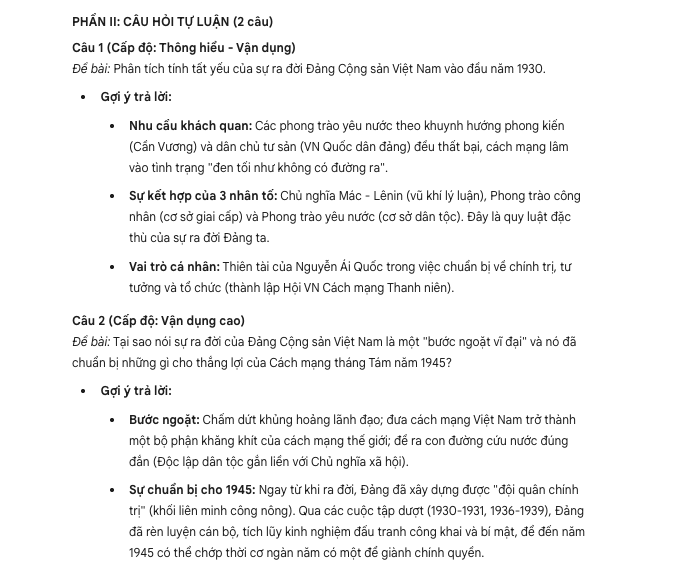 PHẦN II: CÂU HỎI TỰ LUẬN (2 câu)
Câu 1 (Cấp độ: Thông hiểu - Vận dụng)
Đề bài: Phân tích tính tất yếu của sự ra đời Đảng Cộng sản Việt Nam vào đầu năm 1930.
• Gợi ý trả lời:
• Nhu cầu khách quan: Các phong trào yêu nước theo khuynh hướng phong kiến
(Cần Vương) và dân chủ tư sản (VN Quốc dân đảng) đều thất bại, cách mạng lâm
vào tình trạng "đen tối như không có đường ra".
• Sự kết hợp của 3 nhân tố: Chủ nghĩa Mác - Lênin (vũ khí lý luận), Phong trào công
nhân (cơ sở giai cấp) và Phong trào yêu nước (cơ sở dân tộc). Đây là quy luật đặc
thù của sự ra đời Đảng ta.
• Vai trò cá nhân: Thiên tài của Nguyễn Ái Quốc trong việc chuẩn bị về chính trị, tư
tưởng và tổ chức (thành lập Hội VN Cách mạng Thanh niên).
Câu 2 (Cấp độ: Vận dụng cao)
Đề bài: Tại sao nói sự ra đời của Đảng Cộng sản Việt Nam là một "bước ngoặt vĩ đại" và nó đã
chuẩn bị những gì cho thắng lợi của Cách mạng tháng Tám năm 1945?
• Gợi ý trả lời:
• Bước ngoặt: Chấm dứt khủng hoảng lãnh đạo; đưa cách mạng Việt Nam trở thành
một bộ phận khăng khít của cách mạng thế giới; đề ra con đường cứu nước đúng
đắn (Độc lập dân tộc gắn liền với Chủ nghĩa xã hội).
• Sự chuẩn bị cho 1945: Ngay từ khi ra đời, Đảng đã xây dựng được "đội quân chính
trị" (khối liên minh công nông). Qua các cuộc tập dượt (1930-1931, 1936-1939), Đảng
đã rèn luyện cán bộ, tích lũy kinh nghiệm đấu tranh công khai và bí mật, để đến năm
1945 có thể chớp thời cơ ngàn năm có một để giành chính quyền.